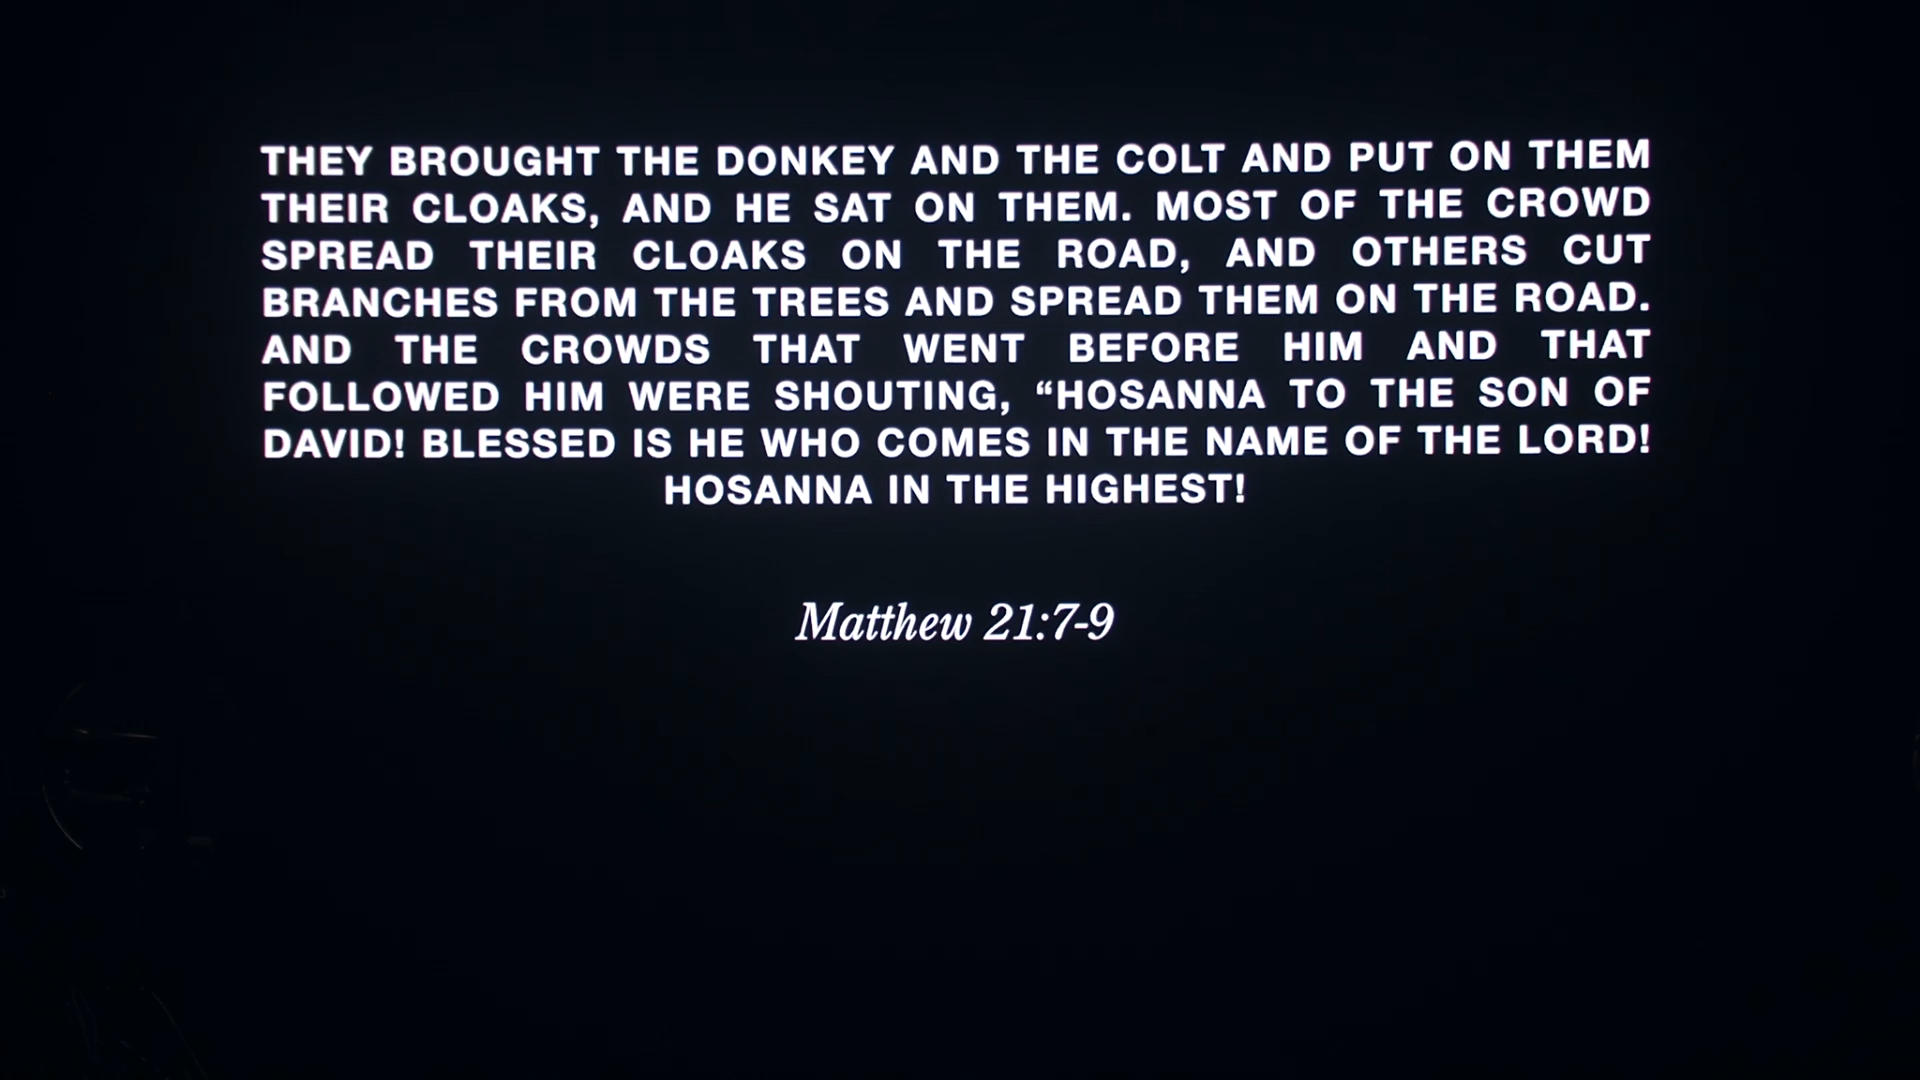 THEY BROUGHT THE DONKEY AND THE COLT AND PUT ON THEM
THEIR CLOAKS, AND HE SAT ON THEM. MOST OF THE CROWD
SPREAD THEIR CLOAKS ON THE ROAD, AND OTHERS CUT
BRANCHES FROM THE TREES AND SPREAD THEM ON THE ROAD.
AND THE CROWDS THAT WENT BEFORE HIM AND THAT
FOLLOWED HIM WERE SHOUTING, “HOSANNA TO THE SON OF
DAVID! BLESSED IS HE WHO COMES IN THE NAME OF THE LORD!
HOSANNA IN THE HIGHEST!
Matthew 21:7-9